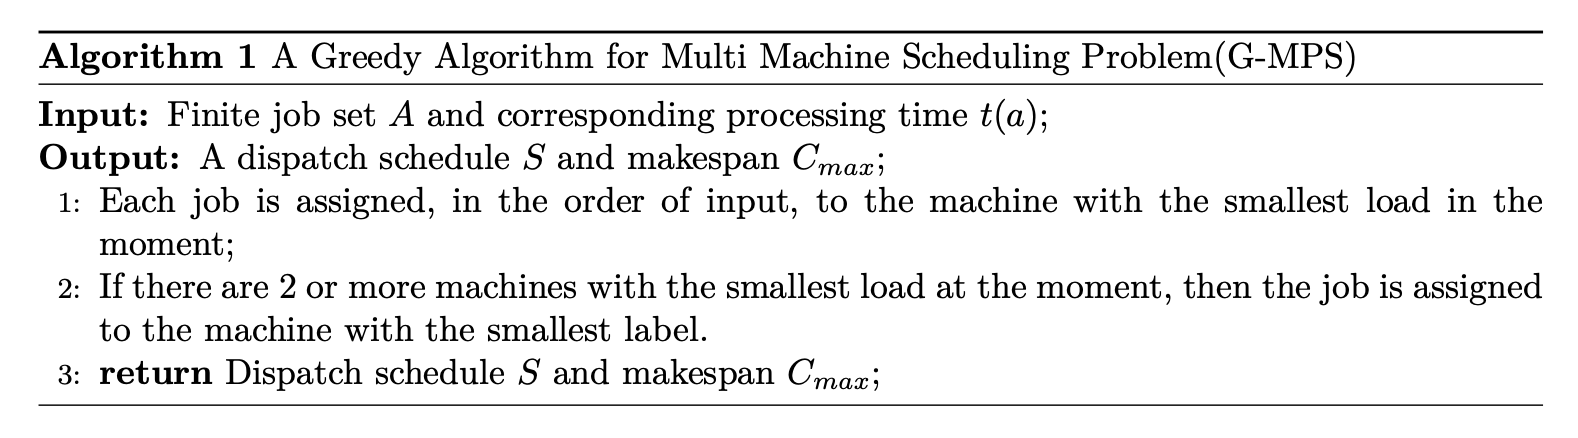 Algorithm 1 A Greedy Algorithm for Multi Machine Scheduling Problem(G-MPS)
Input: Finite job set A and corresponding processing time t(a);
Output: A dispatch schedule S and makespan C_{max};
1: Each job is assigned, in the order of input, to the machine with the smallest load in the
moment;
2: If there are 2 or more machines with the smallest load at the moment, then the job is assigned
to the machine with the smallest label.
3: return Dispatch schedule S and makespan C_{max};